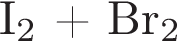 I₂ + Br₂